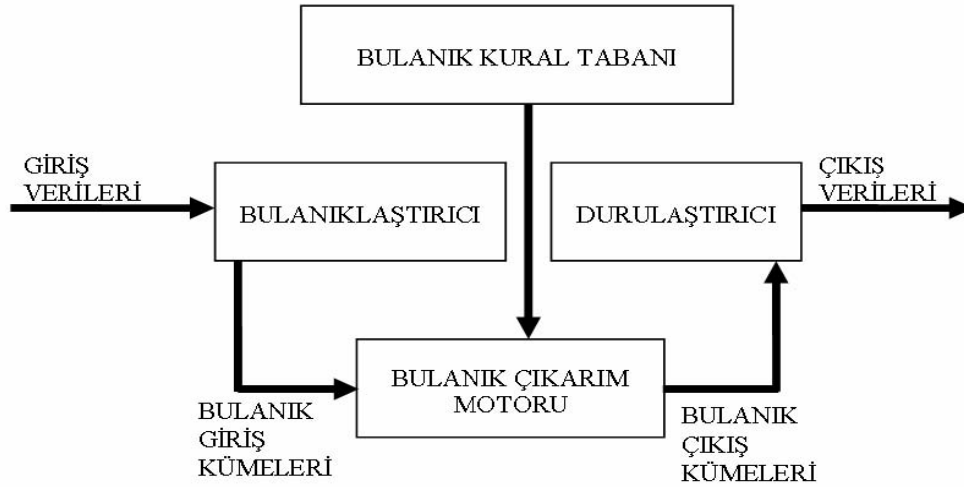 BULANIK KURAL TABANI
GİRİŞ
VERİLERİ
BULANIKLAŞTIRICI
DURULAŞTIRICI
ÇIKIŞ
VERİLERİ
BULANIK ÇIKARIM
MOTORU
BULANIK
GİRİŞ
KÜMELERİ
BULANIK
ÇIKIŞ
KÜMELERİ